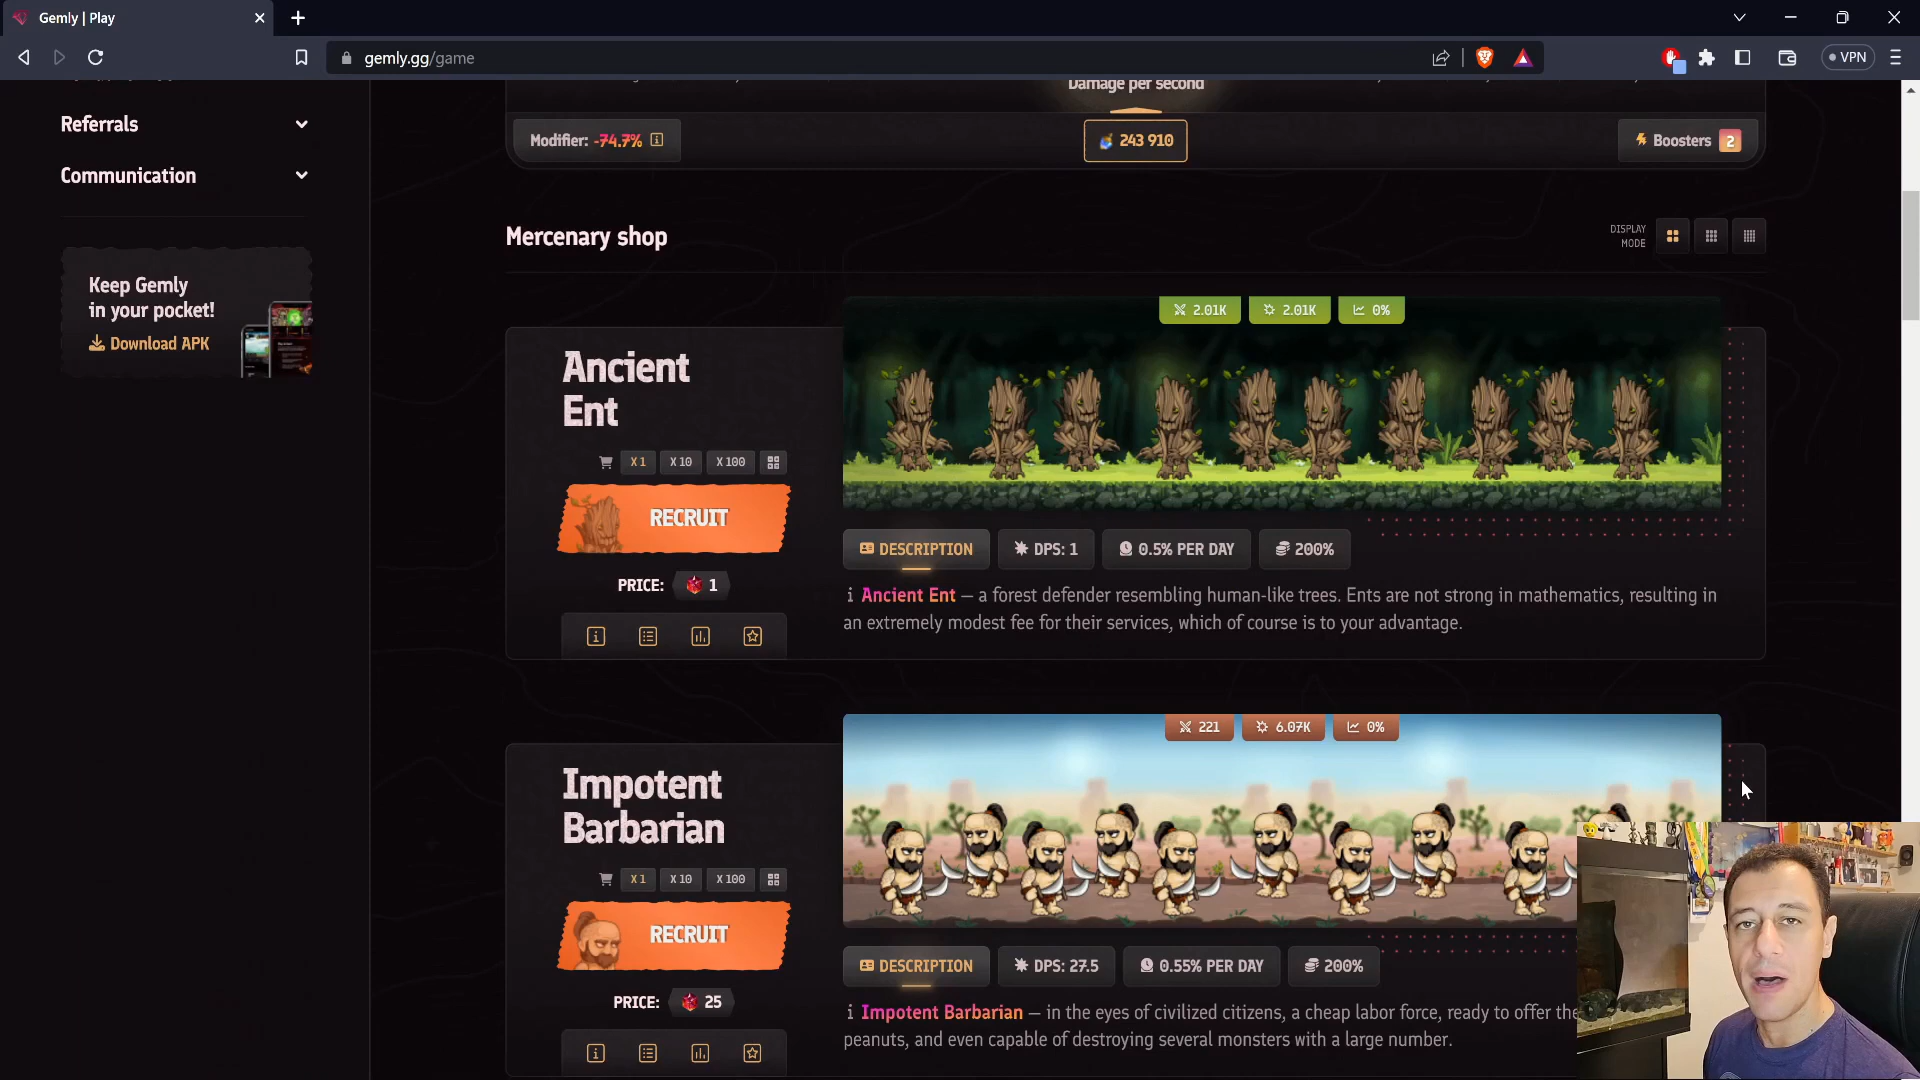 Gemly | Play
gemly.gg/game
VPN
Referrals
Communication
Keep Gemly
in your pocket!
Download APK
Damage per second
Modifier: -74.7%
243 910
Boosters 2
Mercenary shop
DISPLAY
MODE
2.01K 2.01K 0%
Ancient
Ent
X1 X10 X100
RECRUIT
PRICE: 1
DESCRIPTION DPS: 1 0.5% PER DAY 200%
Ancient Ent — a forest defender resembling human-like trees. Ents are not strong in mathematics, resulting in
an extremely modest fee for their services, which of course is to your advantage.
221 6.07K 0%
Impotent
Barbarian
X1 X10 X100
RECRUIT
PRICE: 25
DESCRIPTION DPS: 27.5 0.55% PER DAY 200%
Impotent Barbarian — in the eyes of civilized citizens, a cheap labor force, ready to offer the
peanuts, and even capable of destroying several monsters with a large number.